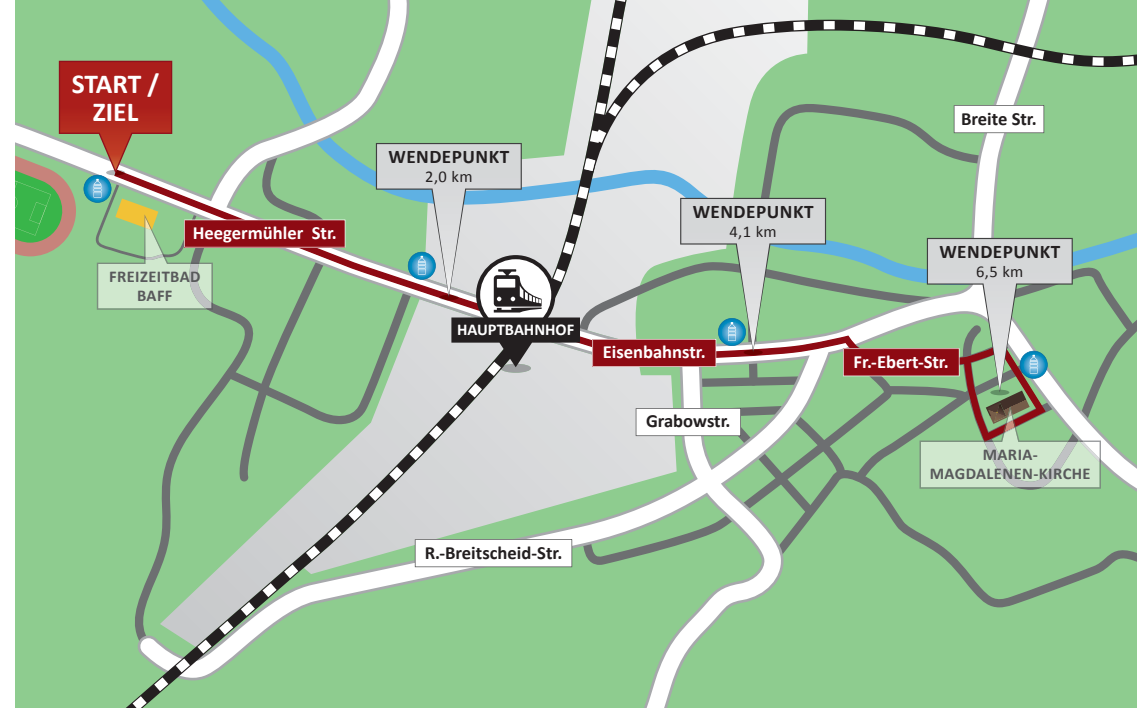 START /
ZIEL
Breite Str.
WENDEPUNKT
2,0 km
WENDEPUNKT
4,1 km
Heegermühler Str.
WENDEPUNKT
6,5 km
FREIZEITBAD
BAFF
HAUPTBAHNHOF
Eisenbahnstr.
Fr.-Ebert-Str.
Grabowstr.
MARIA-
MAGDALENEN-KIRCHE
R.-Breitscheid-Str.